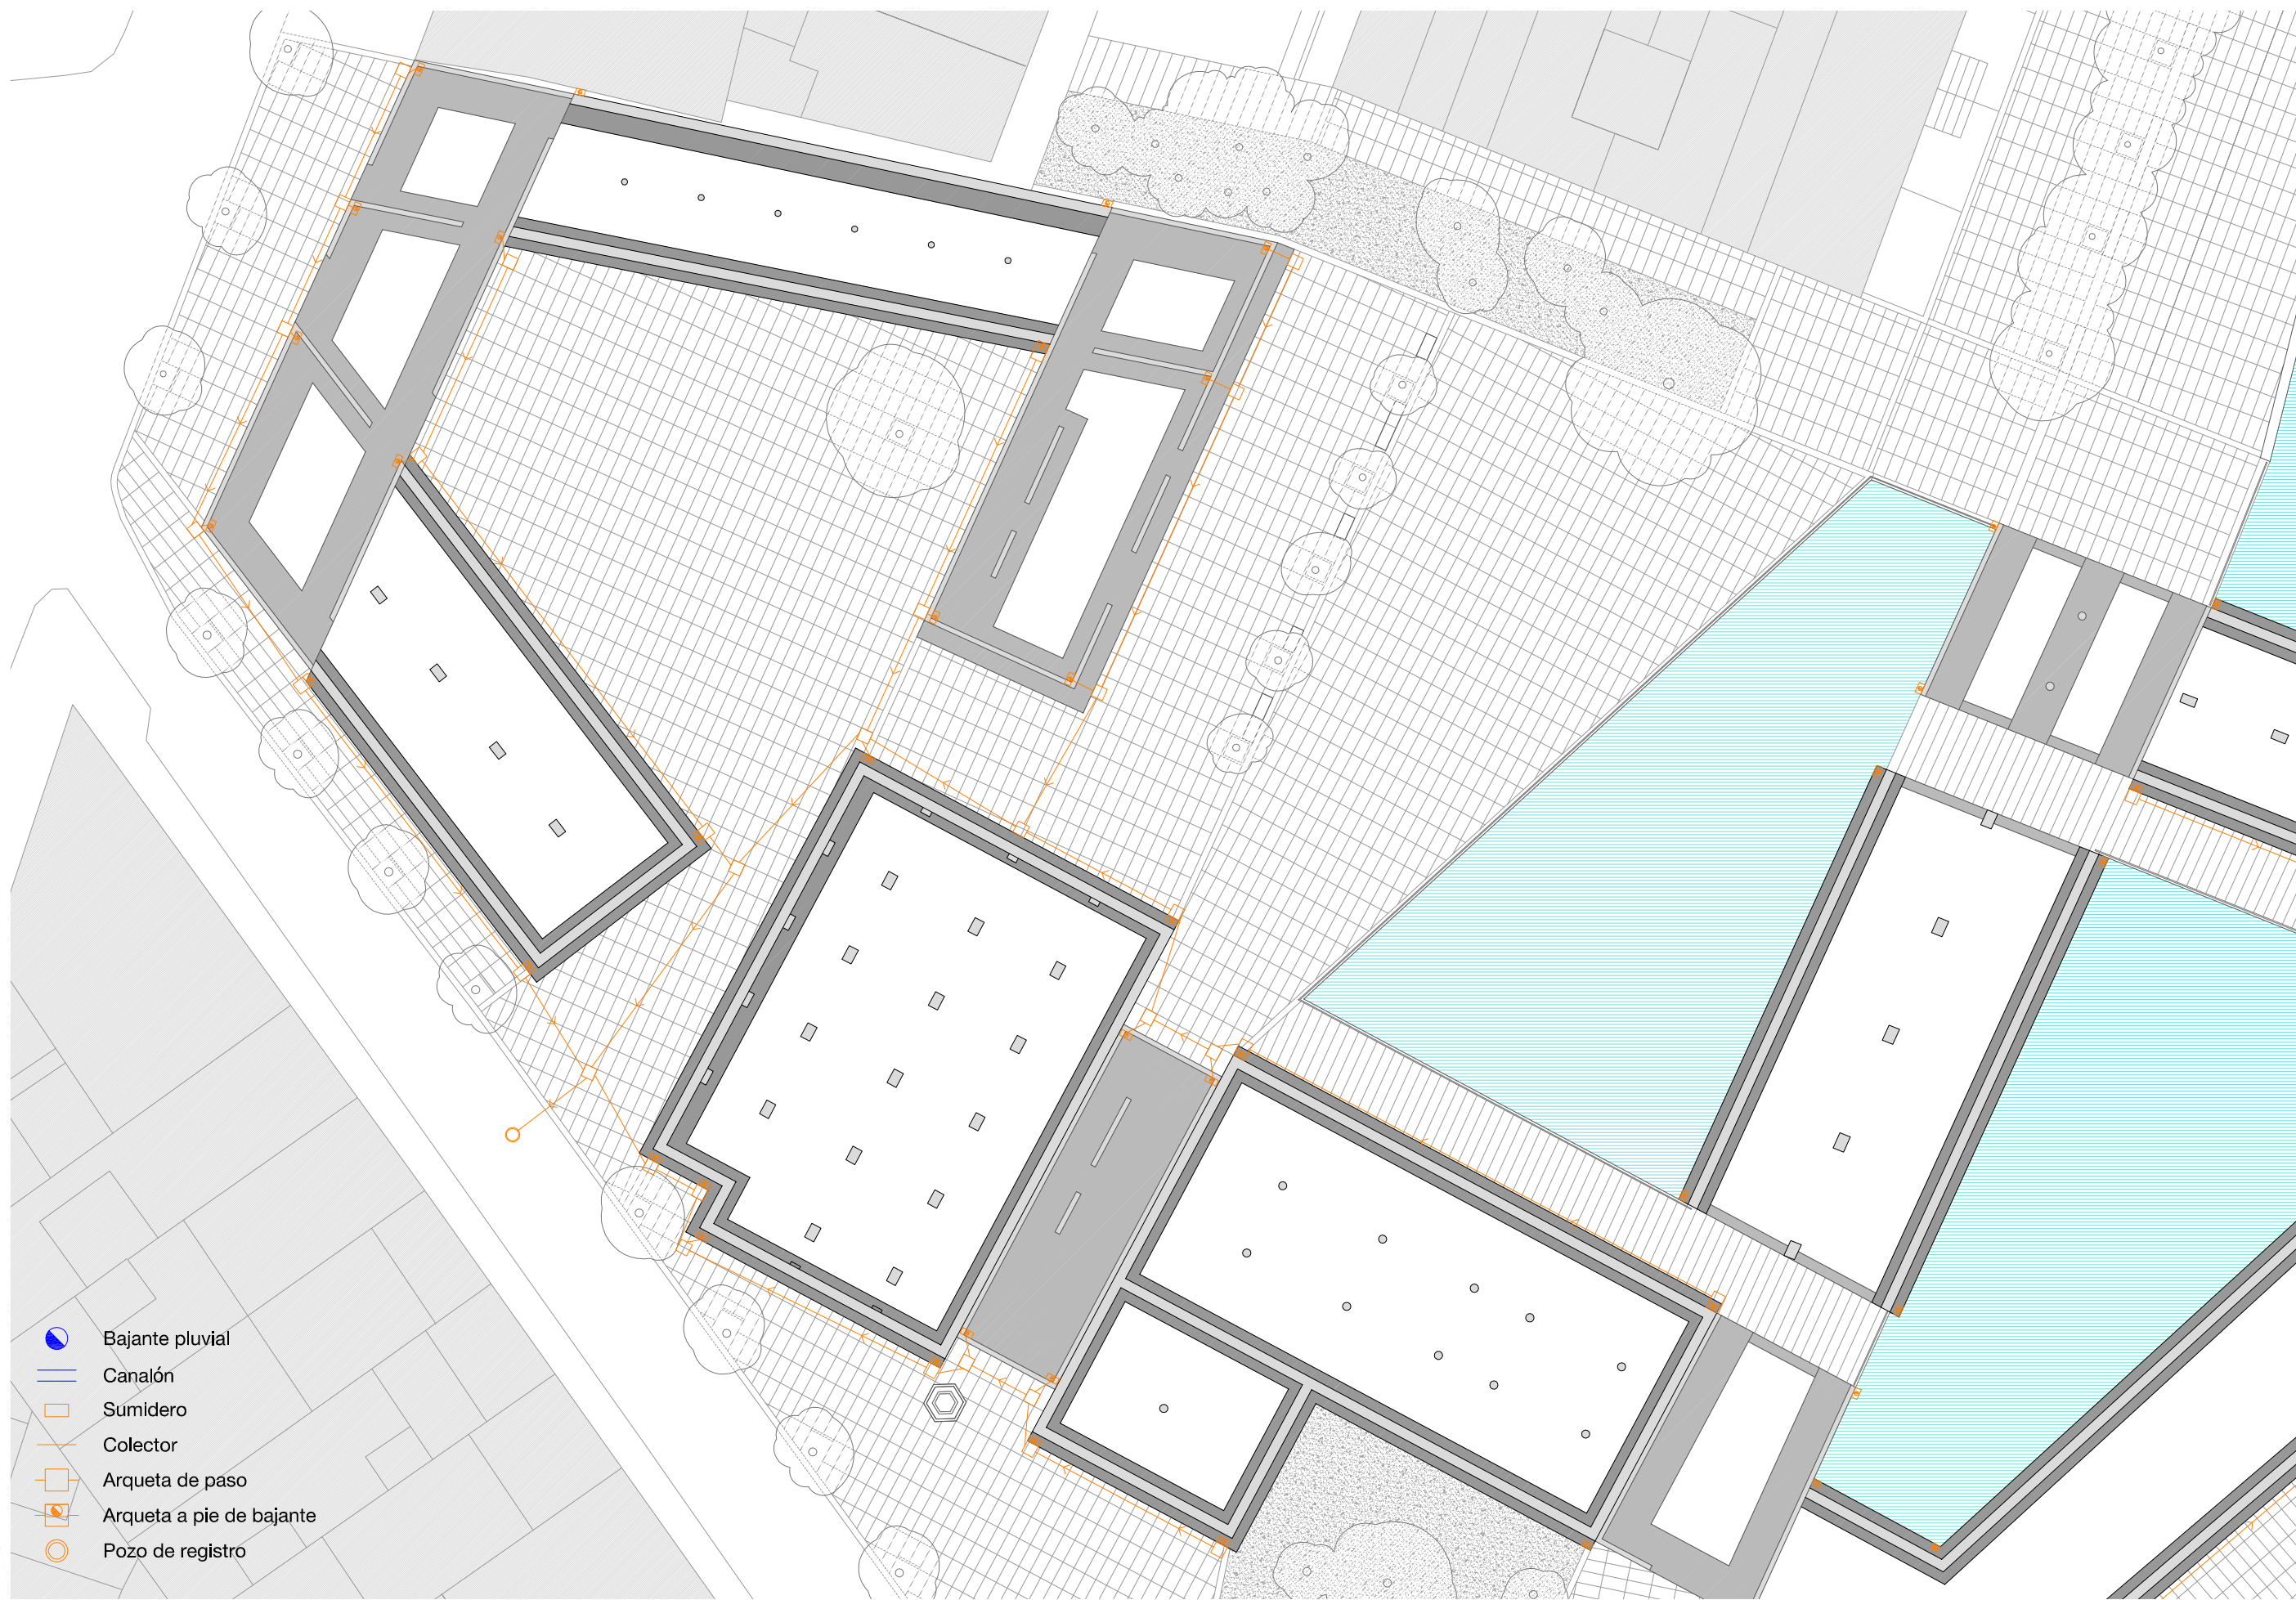 Bajante pluvial
Canalón
Sumidero
Colector
Arqueta de paso
Arqueta a pie de bajante
Pozo de registro